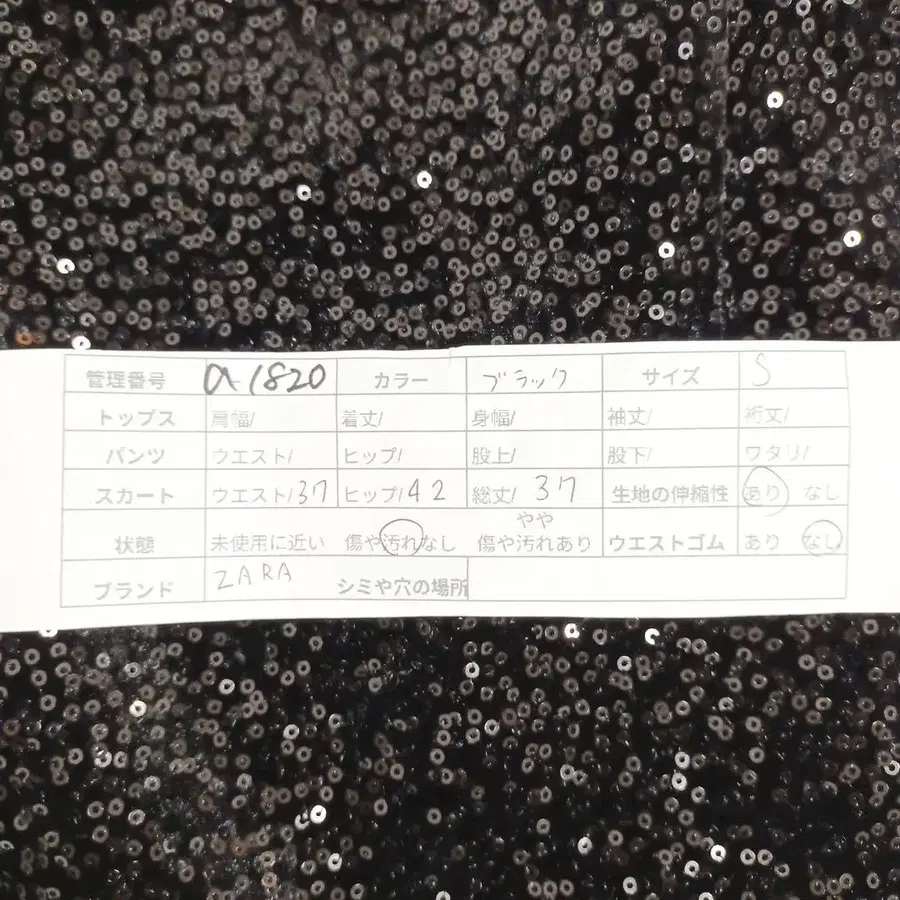 管理番号 a1820 カラー ブラック サイズ S
トップス 肩幅/ 着丈/ 身幅/ 袖丈/ 裄丈/
パンツ ウエスト/ ヒップ/ 股上/ 股下/ ワタリ/
スカート ウエスト/37 ヒップ/42 総丈/37 生地の伸縮性 あり なし
状態 未使用に近い 傷や汚れなし やや傷や汚れあり ウエストゴム あり なし
ブランド ZARA シミや穴の場所